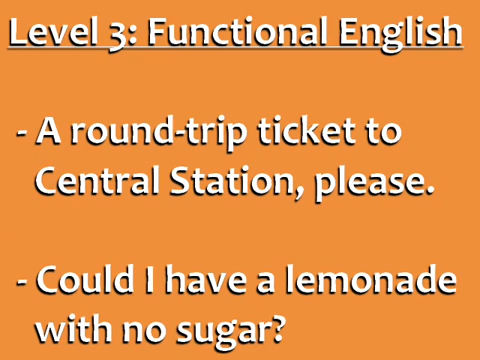 Level 3: Functional English
- A round-trip ticket to
Central Station, please.
- Could I have a lemonade
with no sugar?